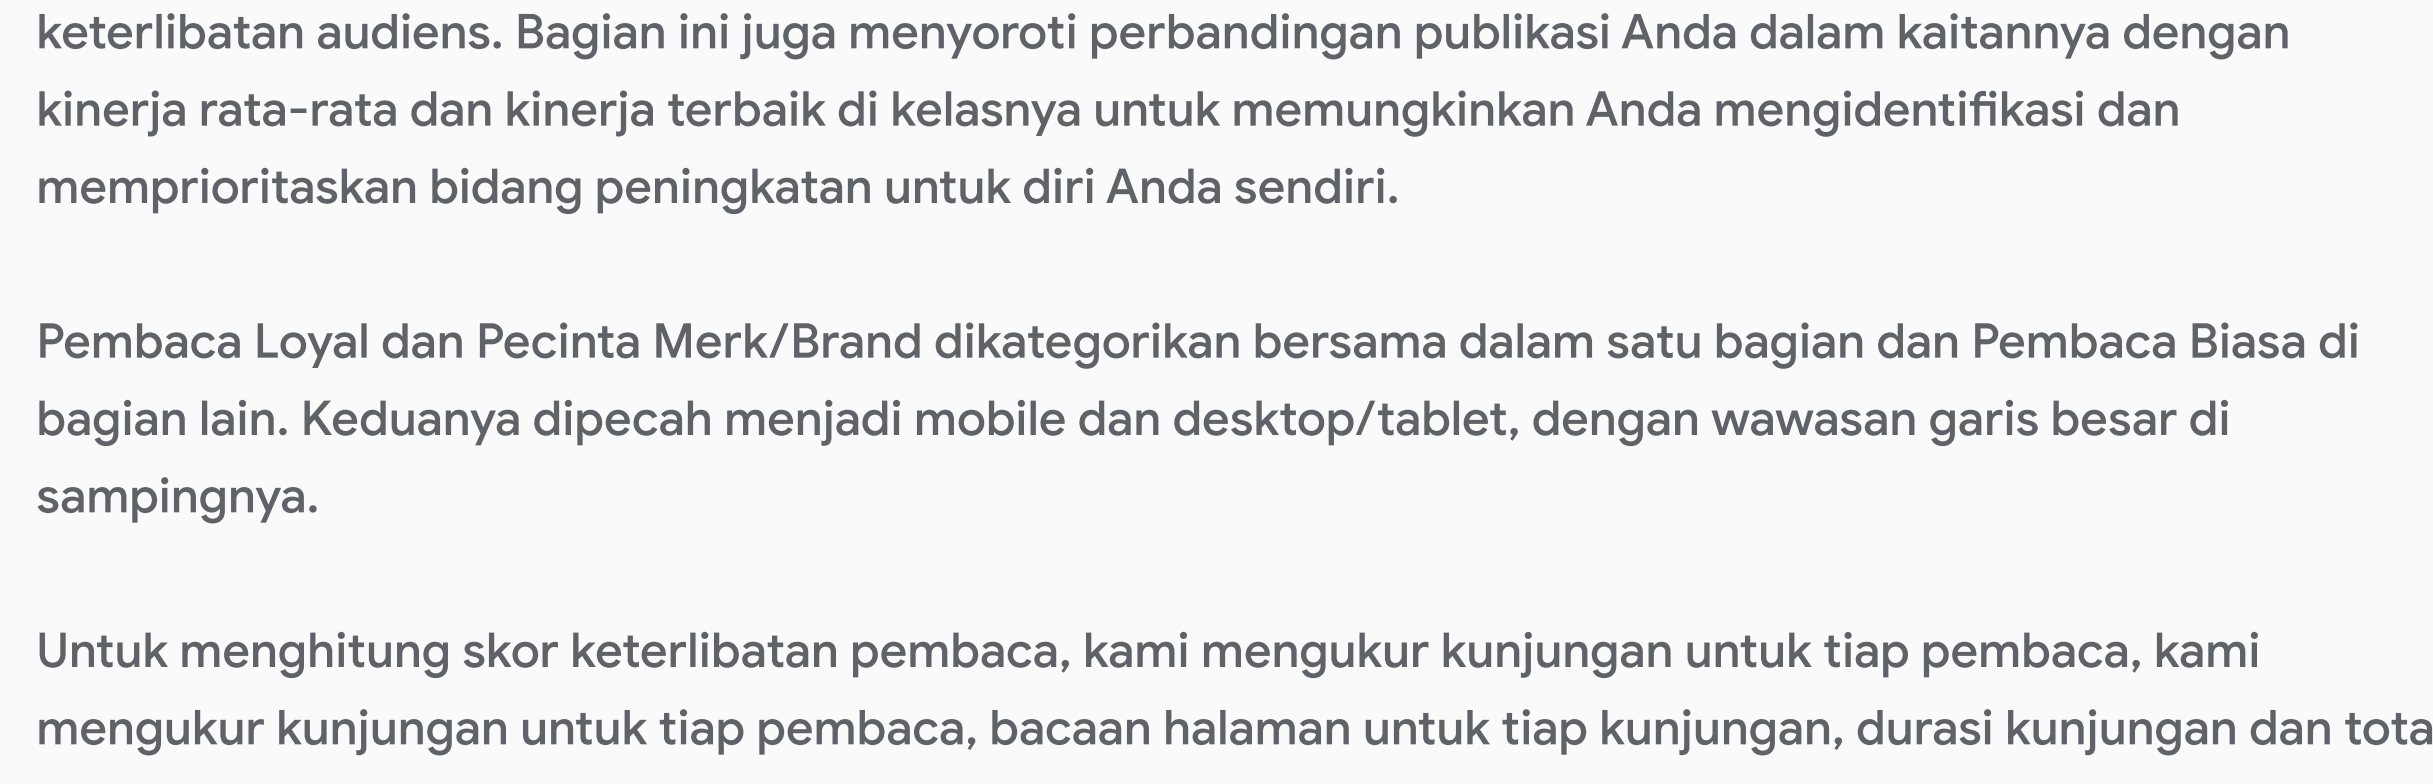 keterlibatan audiens. Bagian ini juga menyoroti perbandingan publikasi Anda dalam kaitannya dengan
kinerja rata-rata dan kinerja terbaik di kelasnya untuk memungkinkan Anda mengidentifikasi dan
memprioritaskan bidang peningkatan untuk diri Anda sendiri.
Pembaca Loyal dan Pecinta Merk/Brand dikategorikan bersama dalam satu bagian dan Pembaca Biasa di
bagian lain. Keduanya dipecah menjadi mobile dan desktop/tablet, dengan wawasan garis besar di
sampingnya.
Untuk menghitung skor keterlibatan pembaca, kami mengukur kunjungan untuk tiap pembaca, kami
mengukur kunjungan untuk tiap pembaca, bacaan halaman untuk tiap kunjungan, durasi kunjungan dan